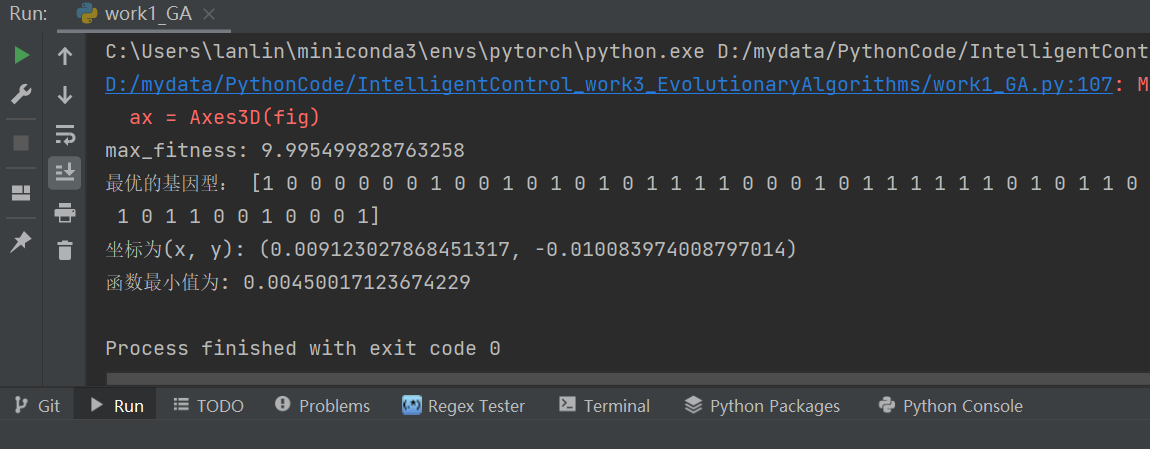 Run: work1_GA
C:\Users\lanlin\miniconda3\envs\pytorch\python.exe D:/mydata/PythonCode/IntelligentCont
D:/mydata/PythonCode/IntelligentControl_work3_EvolutionaryAlgorithms/work1_GA.py:107: M
ax = Axes3D(fig)
max_fitness: 9.995499828763258
最优的基因型: [1 0 0 0 0 0 0 1 0 0 1 0 1 0 1 0 1 1 1 1 0 0 0 1 0 1 1 1 1 1 1 0 1 0 1 1 0
1 0 1 1 0 0 1 0 0 0 1]
坐标为(x, y): (0.009123027868451317, -0.010083974008797014)
函数最小值为: 0.00450017123674229
Process finished with exit code 0
Git Run TODO Problems Regex Tester Terminal Python Packages Python Console